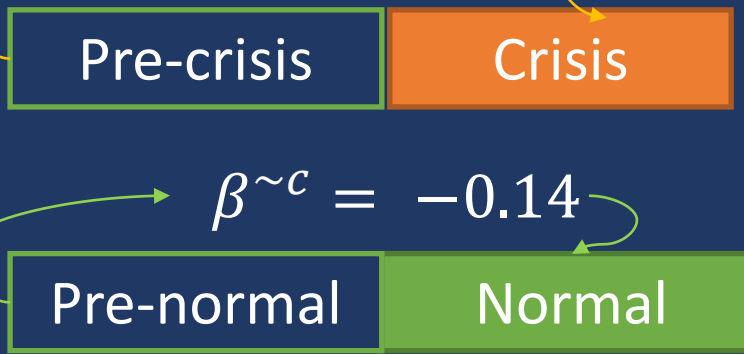 Pre-crisis Crisis
β^~c = −0.14
Pre-normal Normal